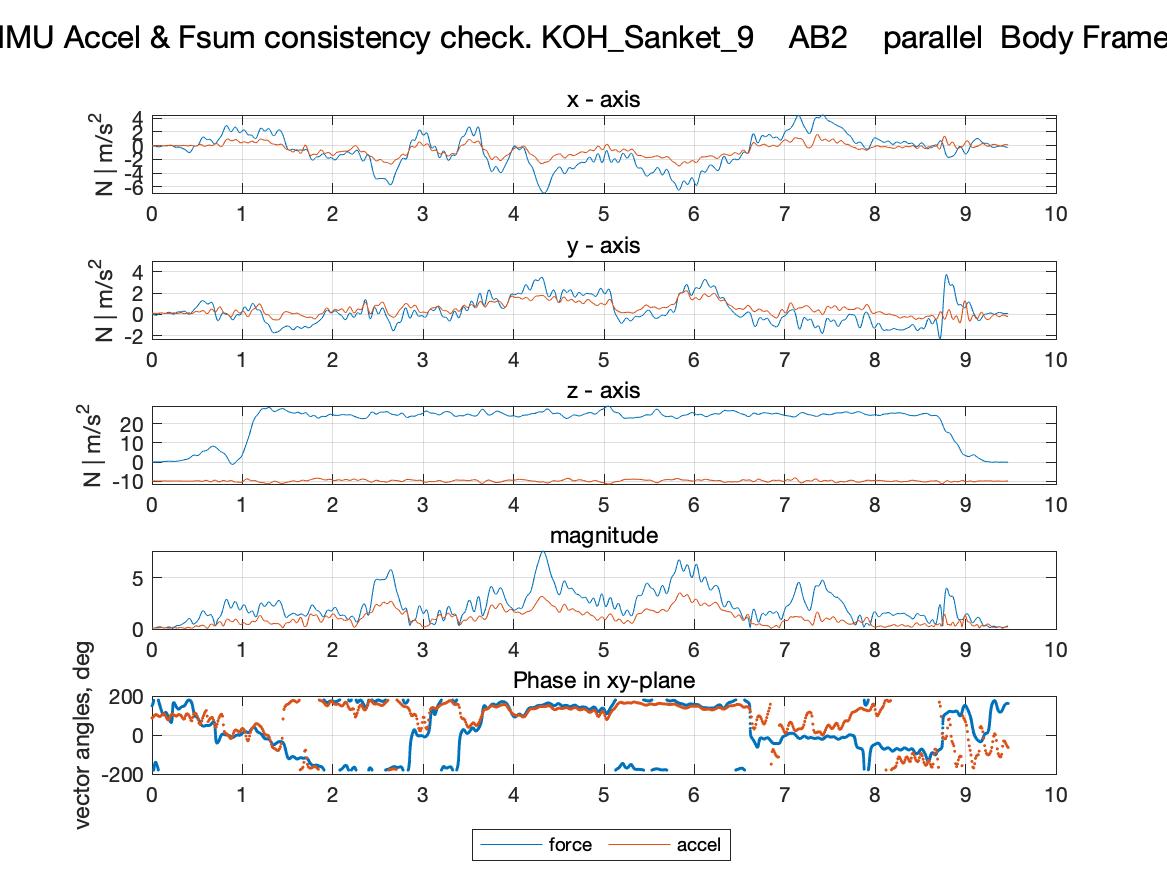 IMU Accel & Fsum consistency check. KOH_Sanket_9 AB2 parallel Body Frame
x - axis
4
2
0
-2
-4
-6
N | m/s²
0 1 2 3 4 5 6 7 8 9 10
y - axis
4
2
0
-2
N | m/s²
0 1 2 3 4 5 6 7 8 9 10
z - axis
20
10
0
-10
N | m/s²
0 1 2 3 4 5 6 7 8 9 10
magnitude
5
0
0 1 2 3 4 5 6 7 8 9 10
Phase in xy-plane
200
0
-200
vector angles, deg
0 1 2 3 4 5 6 7 8 9 10
force accel